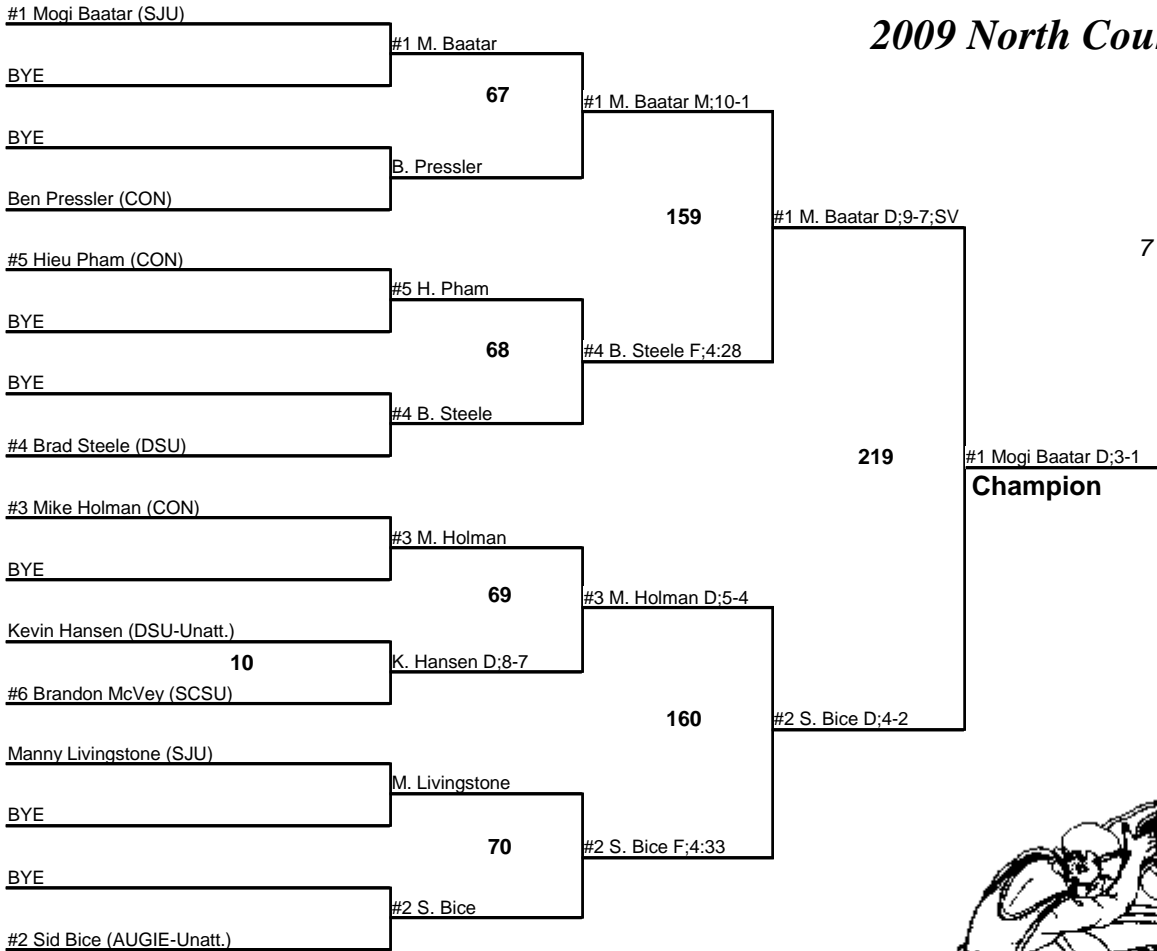 2009 North Cou
#1 Mogi Baatar (SJU)
BYE
BYE
Ben Pressler (CON)
#5 Hieu Pham (CON)
BYE
BYE
#4 Brad Steele (DSU)
#3 Mike Holman (CON)
BYE
Kevin Hansen (DSU-Unatt.)
10
#6 Brandon McVey (SCSU)
Manny Livingstone (SJU)
BYE
BYE
#2 Sid Bice (AUGIE-Unatt.)
#1 M. Baatar
67
B. Pressler
#5 H. Pham
68
#4 B. Steele
#3 M. Holman
69
K. Hansen D;8-7
M. Livingstone
70
#2 S. Bice
#1 M. Baatar M;10-1
159
#4 B. Steele F;4:28
#3 M. Holman D;5-4
160
#2 S. Bice F;4:33
#1 M. Baatar D;9-7;SV
219
#2 S. Bice D;4-2
#1 Mogi Baatar D;3-1
Champion
7